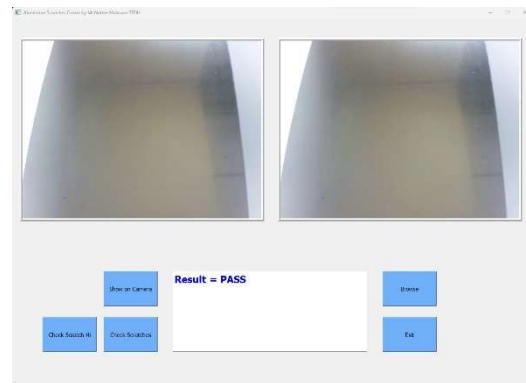 Result = PASS
Show on Camera
Browse
Check Scratch Hi
Check Scratches
Exit